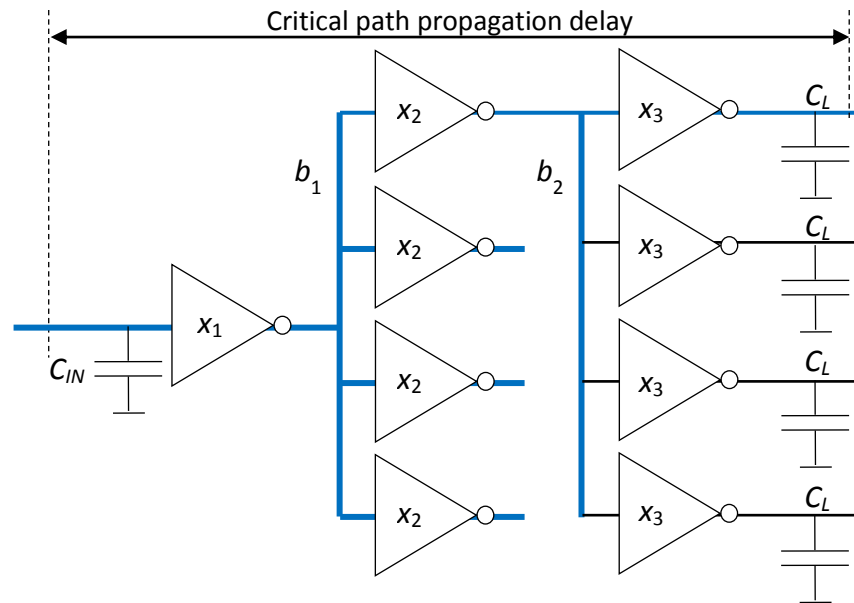 Critical path propagation delay
x2
x3
CL
b1
b2
x2
x3
CL
x1
CIN
x2
x3
CL
x2
x3
CL